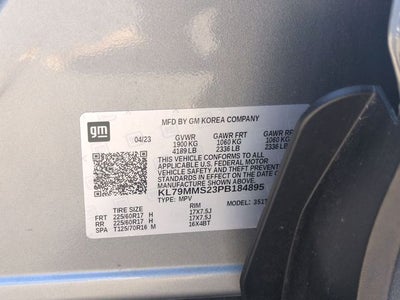 MFD BY GM KOREA COMPANY
gm
04/23 GVWR GAWR FRT GAWR RR
1900 KG 1060 KG 1060 KG
4189 LB 2336 LB 2336 LB
THIS VEHICLE CONFORMS TO ALL
APPLICABLE U.S. FEDERAL MOTOR
VEHICLE SAFETY AND THEFT PREVENTION
STANDARDS IN EFFECT ON THE DATE OF
MANUFACTURE SHOWN ABOVE.
KL79MMS23PB184895
TYPE: MPV MODEL: 1TR56
TIRE SIZE RIM
FRT 225/60R17 H 17X7.5J
RR 225/60R17 H 17X7.5J
SPA T125/70R16 M 16X4BT